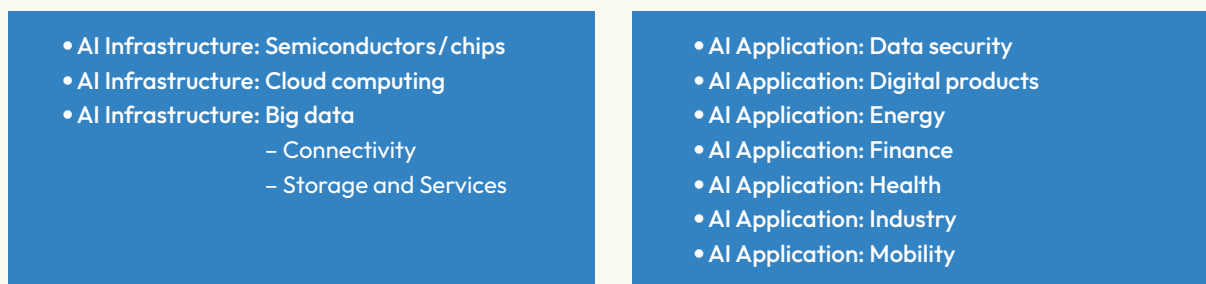 • AI Infrastructure: Semiconductors / chips
• AI Infrastructure: Cloud computing
• AI Infrastructure: Big data
– Connectivity
– Storage and Services
• AI Application: Data security
• AI Application: Digital products
• AI Application: Energy
• AI Application: Finance
• AI Application: Health
• AI Application: Industry
• AI Application: Mobility